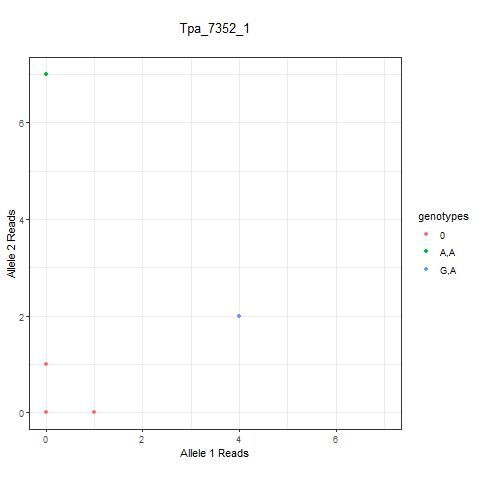 Tpa_7352_1
6
4
2
0
Allele 2 Reads
0 2 4 6
Allele 1 Reads
genotypes
0
A,A
G,A